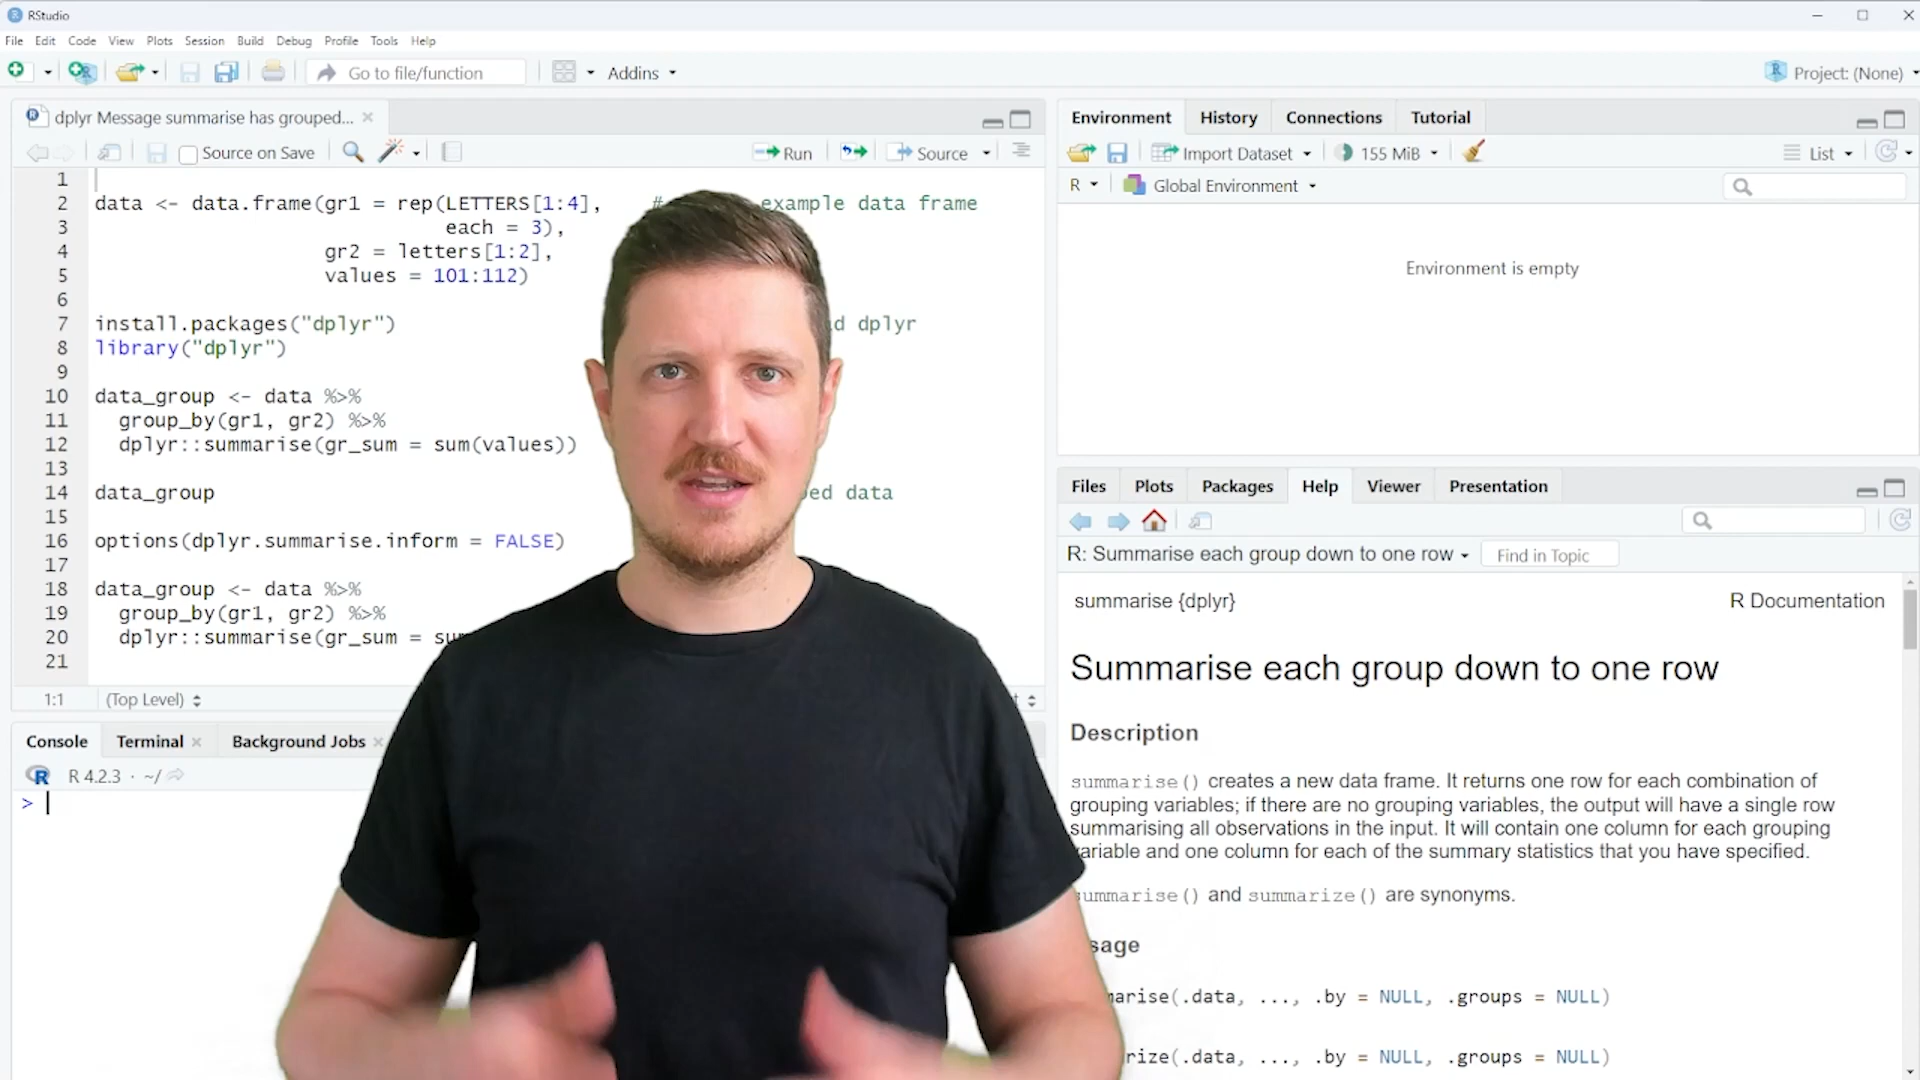 RStudio
File Edit Code View Plots Session Build Debug Profile Tools Help
Go to file/function Addins Project: (None)
dplyr Message summarise has grouped...
Source on Save Run Source
1
2 data <- data.frame(gr1 = rep(LETTERS[1:4], # example data frame
3 each = 3),
4 gr2 = letters[1:2],
5 values = 101:112)
6
7 install.packages("dplyr") dplyr
8 library("dplyr")
9
10 data_group <- data %>%
11 group_by(gr1, gr2) %>%
12 dplyr::summarise(gr_sum = sum(values))
13
14 data_group data
15
16 options(dplyr.summarise.inform = FALSE)
17
18 data_group <- data %>%
19 group_by(gr1, gr2) %>%
20 dplyr::summarise(gr_sum =
21
1:1 (Top Level)
Console Terminal Background Jobs
R 4.2.3 · ~/
>
Environment History Connections Tutorial
Import Dataset 155 MiB List
R Global Environment
Environment is empty
Files Plots Packages Help Viewer Presentation
R: Summarise each group down to one row Find in Topic
summarise {dplyr} R Documentation
Summarise each group down to one row
Description
summarise() creates a new data frame. It returns one row for each combination of
grouping variables; if there are no grouping variables, the output will have a single row
summarising all observations in the input. It will contain one column for each grouping
variable and one column for each of the summary statistics that you have specified.
summarise() and summarize() are synonyms.
(.data, ..., .by = NULL, .groups = NULL)
(.data, ..., .by = NULL, .groups = NULL)